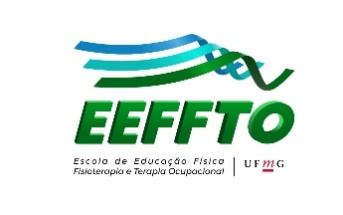 EEFFTO
Escola de Educação Física
Fisioterapia e Terapia Ocupacional
UFmG